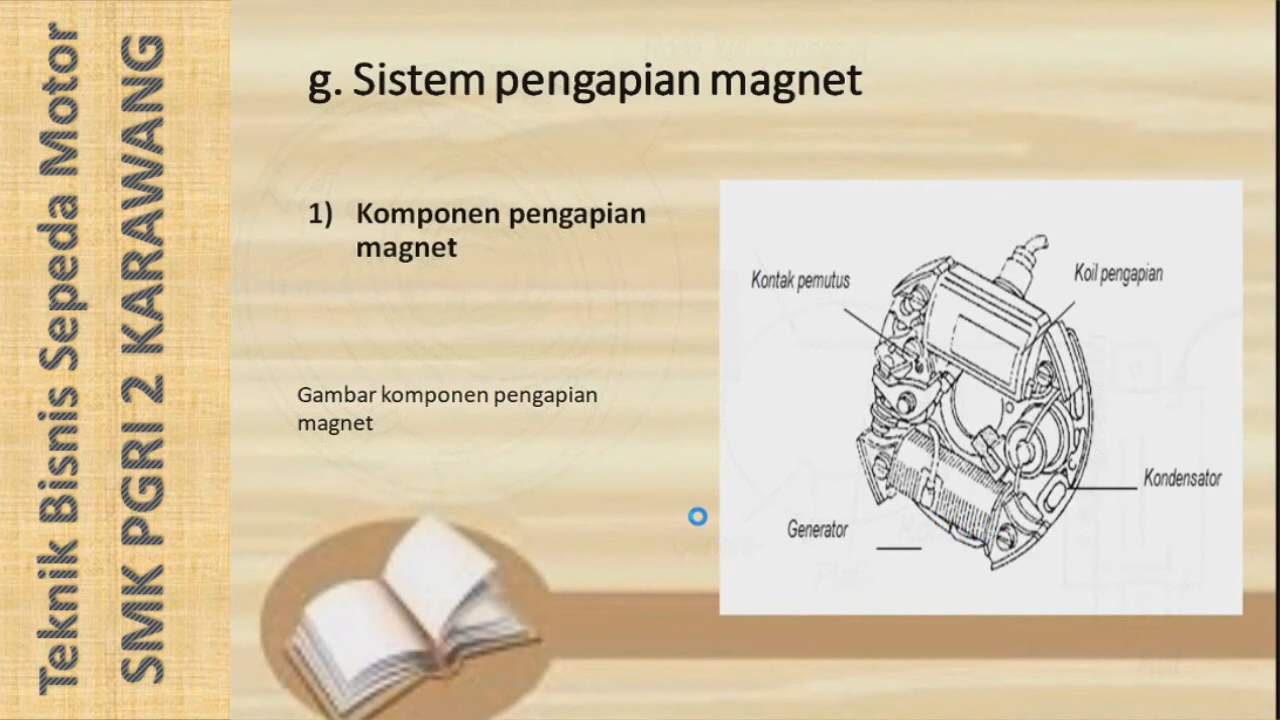 Teknik Bisnis Sepeda Motor
SMK PGRI 2 KARAWANG
g. Sistem pengapian magnet
1) Komponen pengapian
magnet
Gambar komponen pengapian
magnet
Kontak pemutus
Koil pengapian
Kondensator
Generator